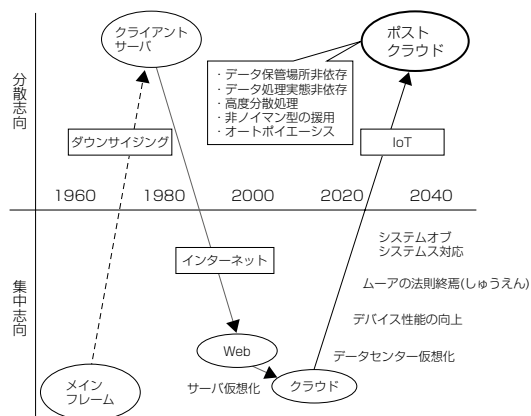 クライアント
サーバ
ポスト
クラウド
・データ保管場所非依存
・データ処理実態非依存
・高度分散処理
・非ノイマン型の援用
・オートポイエーシス
分散志向
ダウンサイジング
IoT
1960
1980
2000
2020
2040
システムオブ
システムス対応
インターネット
ムーアの法則終焉(しゅうえん)
集中志向
デバイス性能の向上
Web
データセンター仮想化
サーバ仮想化
クラウド
メイン
フレーム